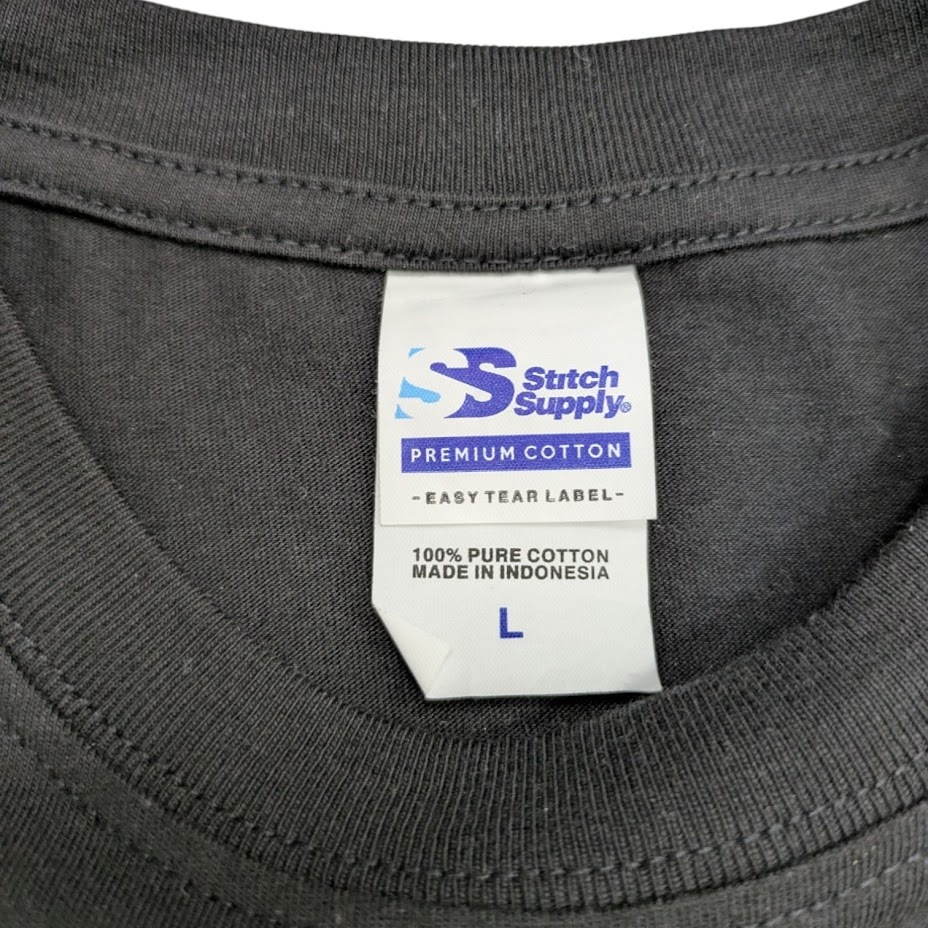 SS
Stitch
Supply®
PREMIUM COTTON
-EASY TEAR LABEL-
100% PURE COTTON
MADE IN INDONESIA
L